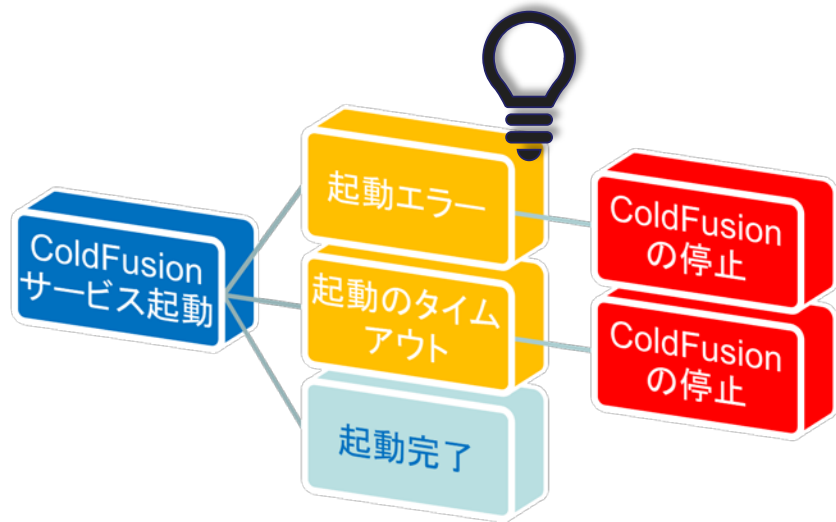 ColdFusion
サービス起動
起動エラー
ColdFusion
の停止
起動のタイム
アウト
ColdFusion
の停止
起動完了